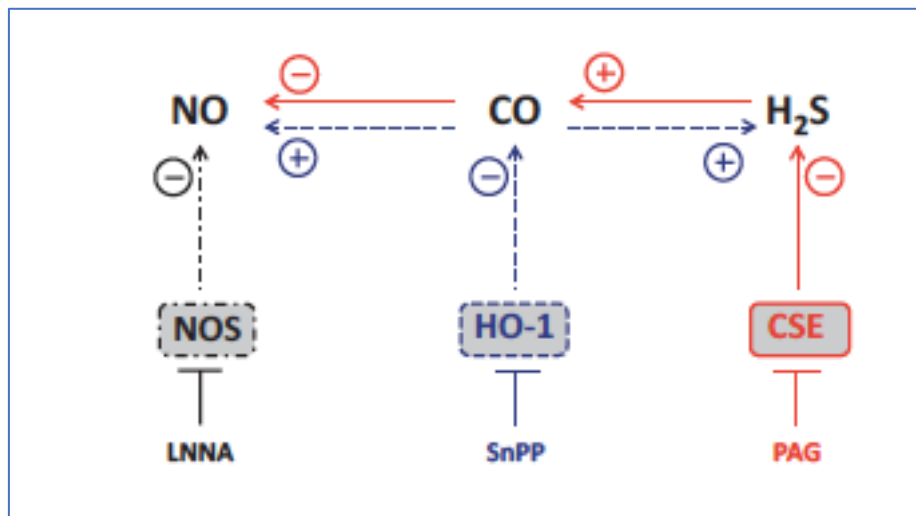 ⊖ ⊕
NO CO H₂S
⊖ ⊕ ⊖ ⊕ ⊖
NOS HO-1 CSE
LNNA SnPP PAG